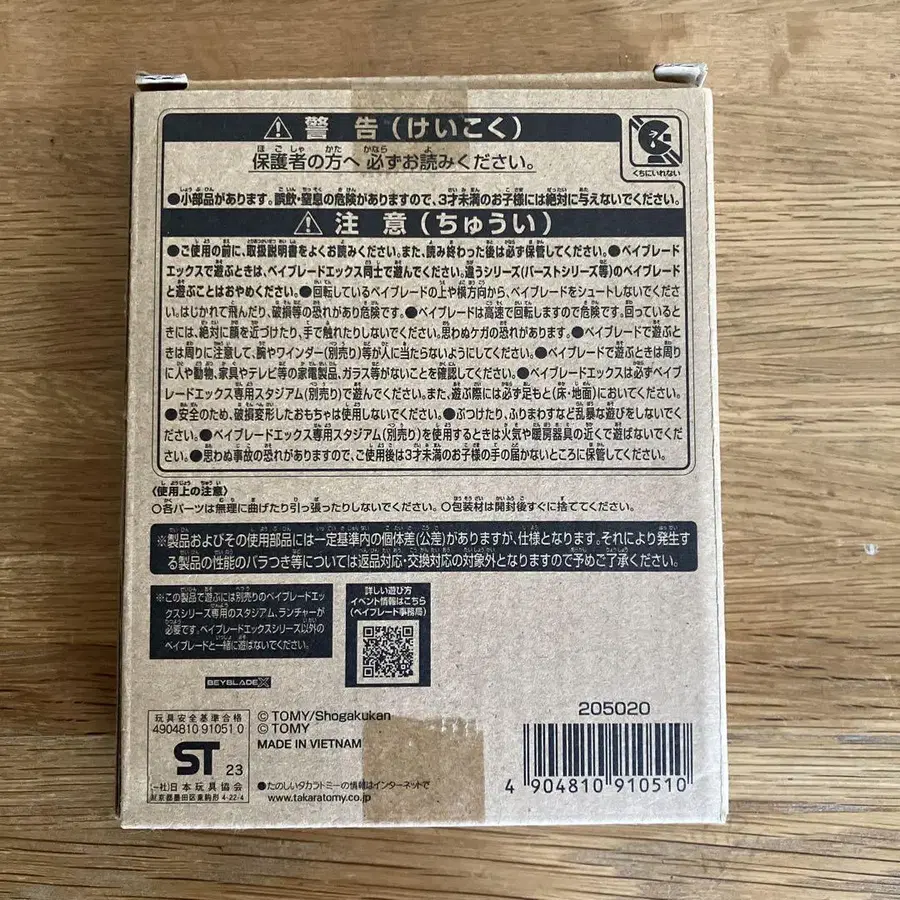 ⚠ 警告(けいこく)
保護者の方へ 必ずお読みください。
くちにいれない
●小部品があります。誤飲・窒息の危険がありますので、3才未満のお子様には絶対に与えないでください。
⚠ 注意(ちゅうい)
●ご使用の前に、取扱説明書をよくお読みください。また、読み終わった後は必ず保管してください。●ベイブレード
エックスで遊ぶときは、ベイブレードエックス同士で遊んでください。違うシリーズ(バーストシリーズ等)のベイブレード
と遊ぶことはおやめください。●回転しているベイブレードの上や横方向から、ベイブレードをシュートしないでくださ
い。はじかれて飛んだり、破損等の恐れがあり危険です。●ベイブレードは高速で回転しますので危険です。回っていると
きには、絶対に顔を近づけたり、手で触れたりしないでください。思わぬケガの恐れがあります。●ベイブレードで遊ぶと
きは周りに注意して、腕やワインダー(別売り)等が人に当たらないようにしてください。●ベイブレードで遊ぶときは周り
に人や動物、家具やテレビ等の家電製品、ガラス等がないことを確認してください。●ベイブレードエックスは必ずベイブ
レードエックス専用スタジアム(別売り)で遊んでください。また、遊ぶ際には必ず足もと(床・地面)においてください。
●安全のため、破損変形したおもちゃは使用しないでください。●ぶつけたり、ふりまわすなど乱暴な遊びをしないでくだ
さい。●ベイブレードエックス専用スタジアム(別売り)を使用するときは火気や暖房器具の近くで遊ばないでくださ
い。●思わぬ事故の恐れがありますので、ご使用後は3才未満のお子様の手の届かないところに保管してください。
〈使用上の注意〉
○各パーツは無理に曲げたり引っ張ったりしないでください。○包装材は開封後すぐに捨ててください。
※製品およびその使用部品には一定基準内の個体差(公差)がありますが、仕様となります。それにより発生す
る製品の性能のバラつき等については返品対応・交換対応の対象外となりますので予めご了承ください。
※この製品で遊ぶには別売りのベイブレードエッ
クスシリーズ専用のスタジアム、ランチャーが
必要です。ベイブレードエックスシリーズ以外の
ベイブレードと一緒に遊ばないでください。
詳しい遊び方
イベント情報はこちら
(ベイブレード事務局)
BEYBLADE X
玩具安全基準合格
4904810 91051 0
ST 23
(一社)日本玩具協会
東京都墨田区東駒形 4-22-4
© TOMY/Shogakukan
© TOMY
MADE IN VIETNAM
●たのしいタカラトミーの情報はインターネットで
www.takaratomy.co.jp
205020
4 904810 910510